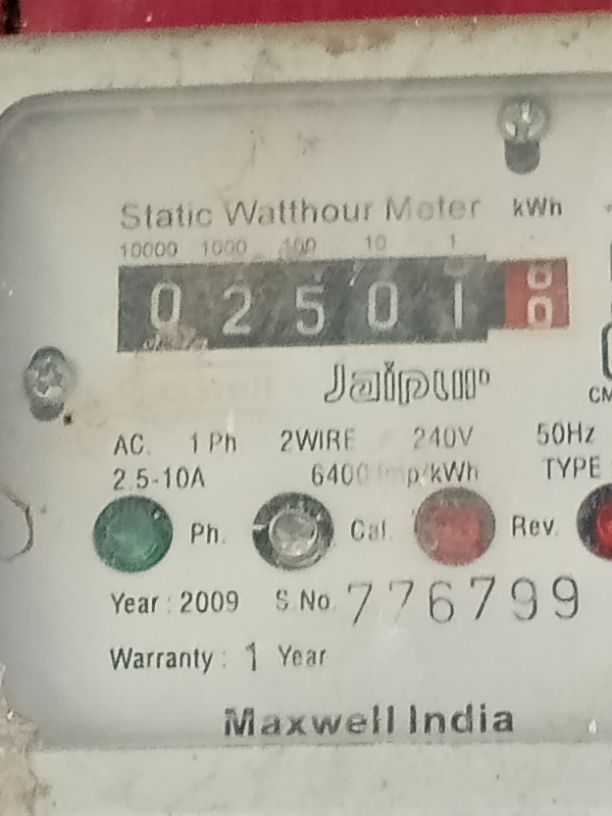 Static Watthour Meter kWh
10000 1000 100 10 1
0 2 5 0 1 0
Jaipur
AC. 1 Ph 2WIRE 240V 50Hz
2.5-10A 6400 Imp/kWh TYPE
Ph. Cal. Rev.
Year : 2009 S.No. 776799
Warranty : 1 Year
Maxwell India